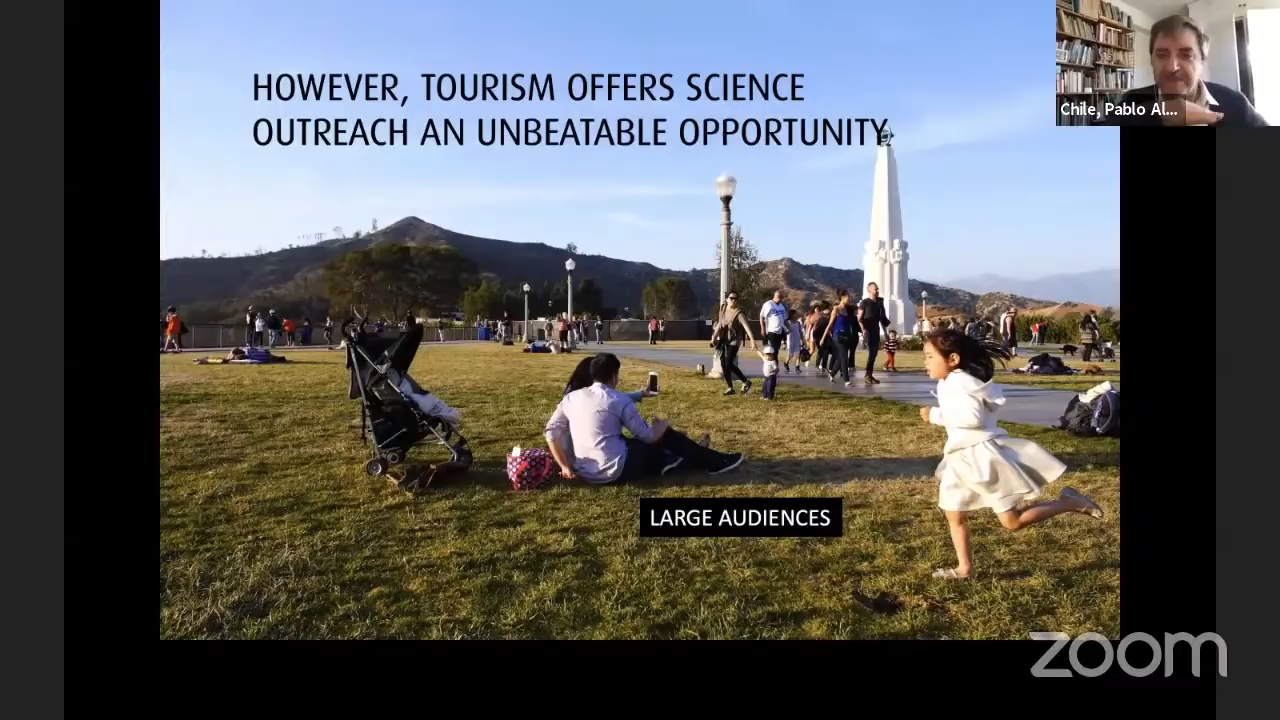 HOWEVER, TOURISM OFFERS SCIENCE
OUTREACH AN UNBEATABLE OPPORTUNITY.
Chile, Pablo Al...
LARGE AUDIENCES
zoom